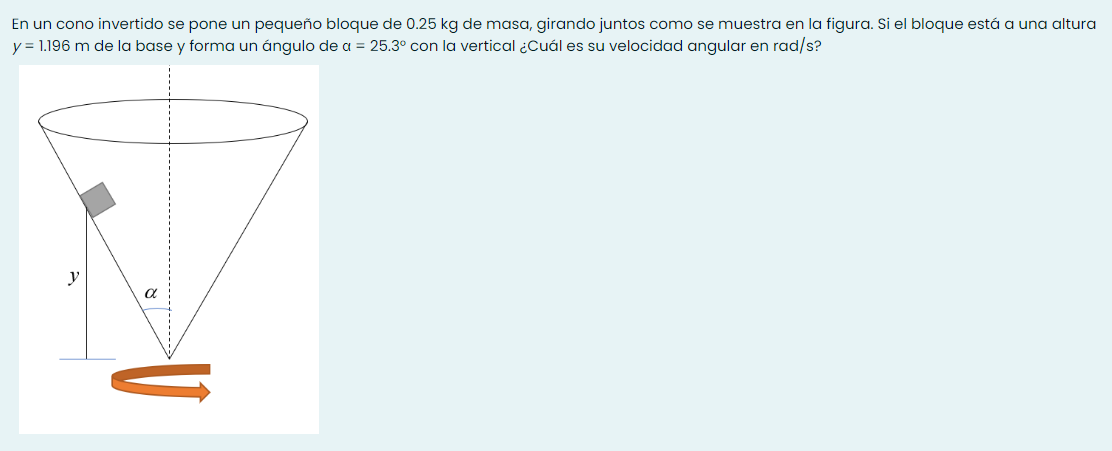 En un cono invertido se pone un pequeño bloque de 0.25 kg de masa, girando juntos como se muestra en la figura. Si el bloque está a una altura
y = 1.196 m de la base y forma un ángulo de α = 25.3° con la vertical ¿Cuál es su velocidad angular en rad/s?
y
α